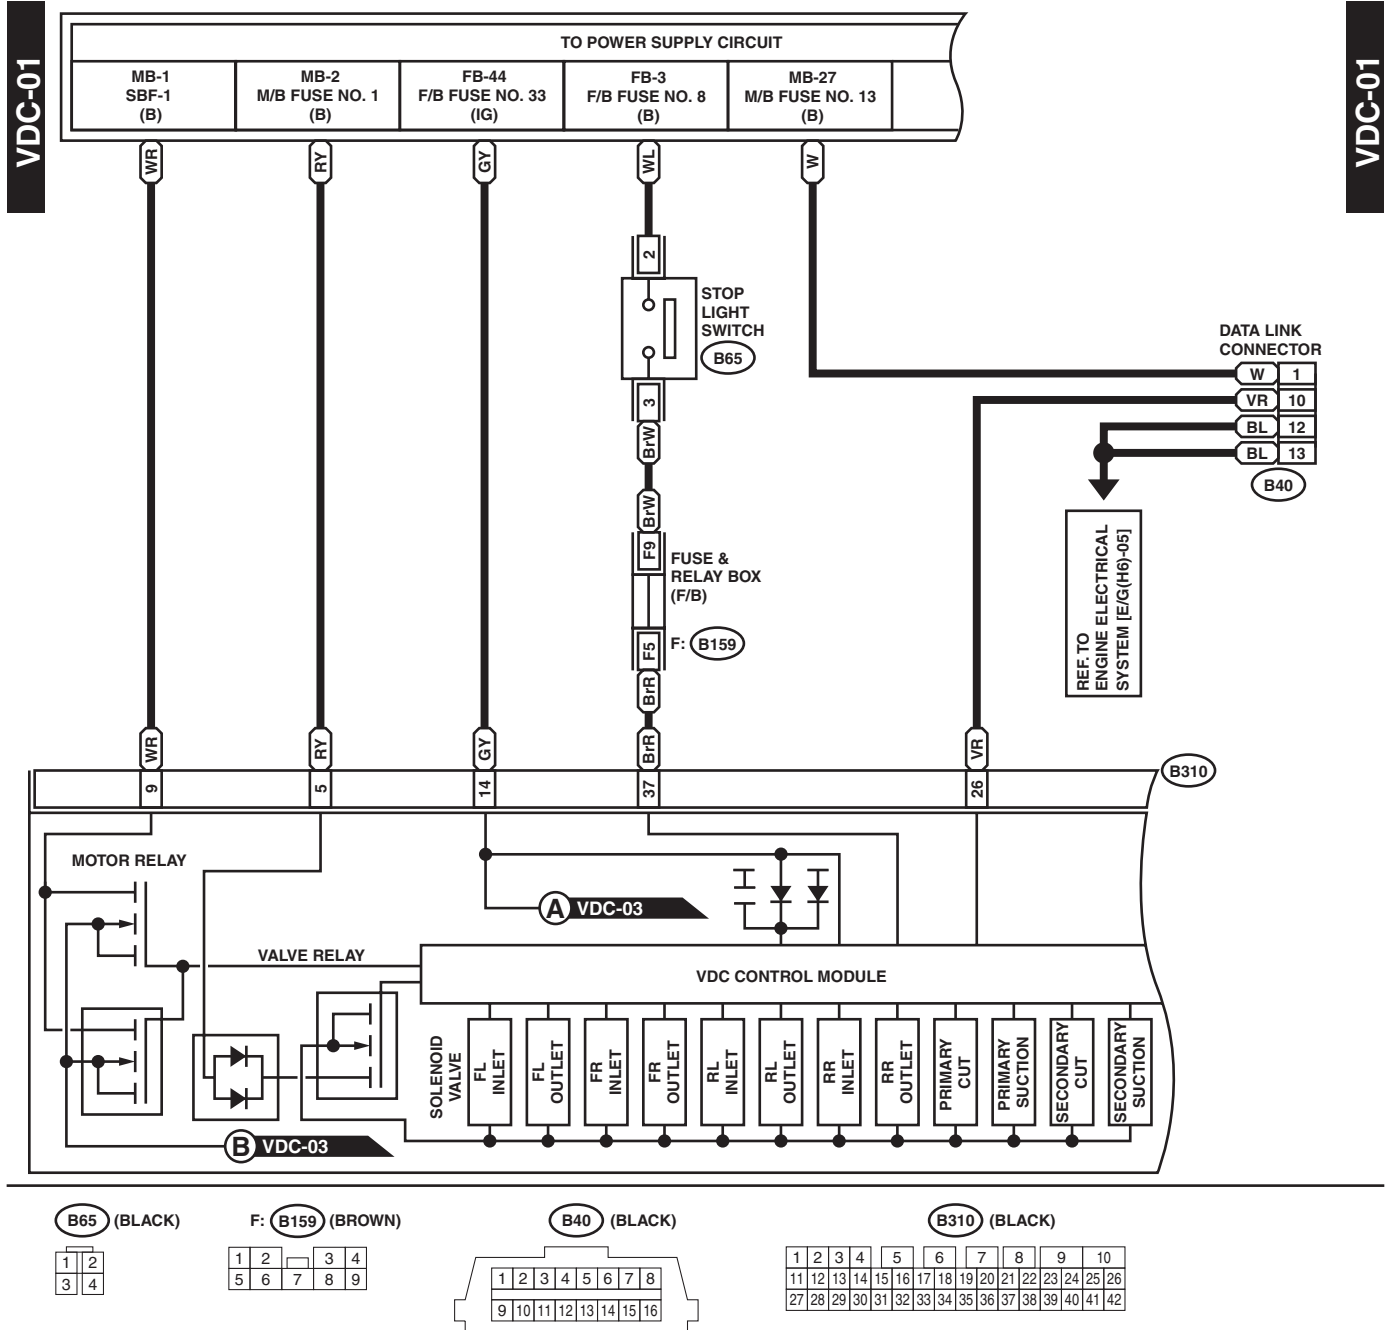 VDC-01
VDC-01
TO POWER SUPPLY CIRCUIT
MB-1
SBF-1
(B)
MB-2
M/B FUSE NO. 1
(B)
FB-44
F/B FUSE NO. 33
(IG)
FB-3
F/B FUSE NO. 8
(B)
MB-27
M/B FUSE NO. 13
(B)
WR
RY
GY
WL
W
2
STOP
LIGHT
SWITCH
B65
3
BrW
BrW
F9
FUSE &
RELAY BOX
(F/B)
F5
F: B159
BrR
DATA LINK
CONNECTOR
W 1
VR 10
BL 12
BL 13
B40
REF. TO
ENGINE ELECTRICAL
SYSTEM [E/G(H6)-05]
WR
RY
GY
BrR
VR
B310
9
5
14
37
26
MOTOR RELAY
A VDC-03
VALVE RELAY
VDC CONTROL MODULE
SOLENOID
VALVE
FL
INLET
FL
OUTLET
FR
INLET
FR
OUTLET
RL
INLET
RL
OUTLET
RR
INLET
RR
OUTLET
PRIMARY
CUT
PRIMARY
SUCTION
SECONDARY
CUT
SECONDARY
SUCTION
B VDC-03
B65 (BLACK)
1 2
3 4
F: B159 (BROWN)
1 2 3 4
5 6 7 8 9
B40 (BLACK)
1 2 3 4 5 6 7 8
9 10 11 12 13 14 15 16
B310 (BLACK)
1 2 3 4 5 6 7 8 9 10
11 12 13 14 15 16 17 18 19 20 21 22 23 24 25 26
27 28 29 30 31 32 33 34 35 36 37 38 39 40 41 42